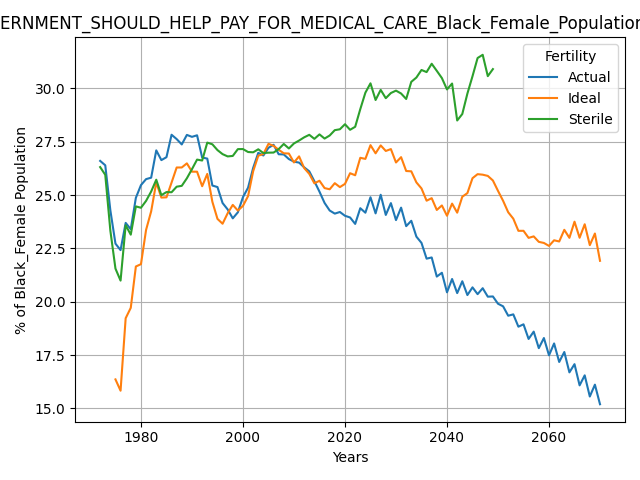 ERNMENT_SHOULD_HELP_PAY_FOR_MEDICAL_CARE_Black_Female_Population
Fertility
Actual
Ideal
Sterile
% of Black_Female Population
30.0
27.5
25.0
22.5
20.0
17.5
15.0
1980
2000
2020
2040
2060
Years